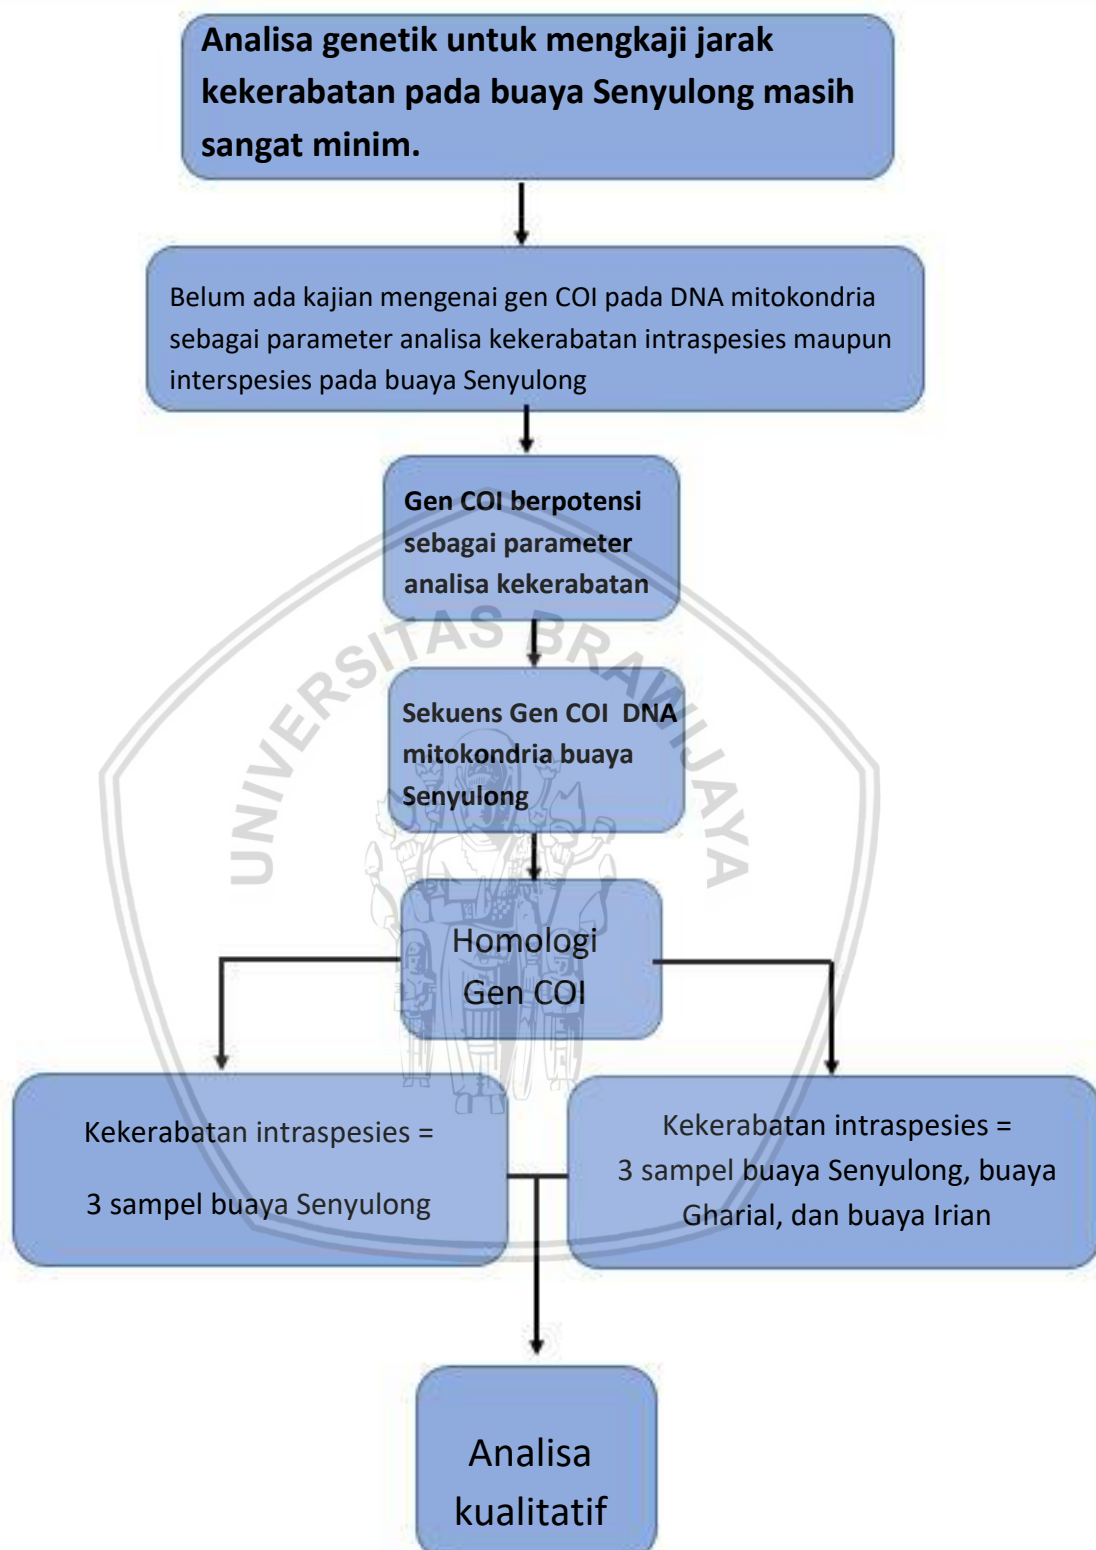 Analisa genetik untuk mengkaji jarak
kekerabatan pada buaya Senyulong masih
sangat minim.
Belum ada kajian mengenai gen COI pada DNA mitokondria
sebagai parameter analisa kekerabatan intraspesies maupun
interspesies pada buaya Senyulong
Gen COI berpotensi
sebagai parameter
analisa kekerabatan
UNIVERSITAS BRAWIJAYA
Sekuens Gen COI DNA
mitokondria buaya
Senyulong
Homologi
Gen COI
Kekerabatan intraspesies =
3 sampel buaya Senyulong
Kekerabatan intraspesies =
3 sampel buaya Senyulong, buaya
Gharial, dan buaya Irian
Analisa
kualitatif